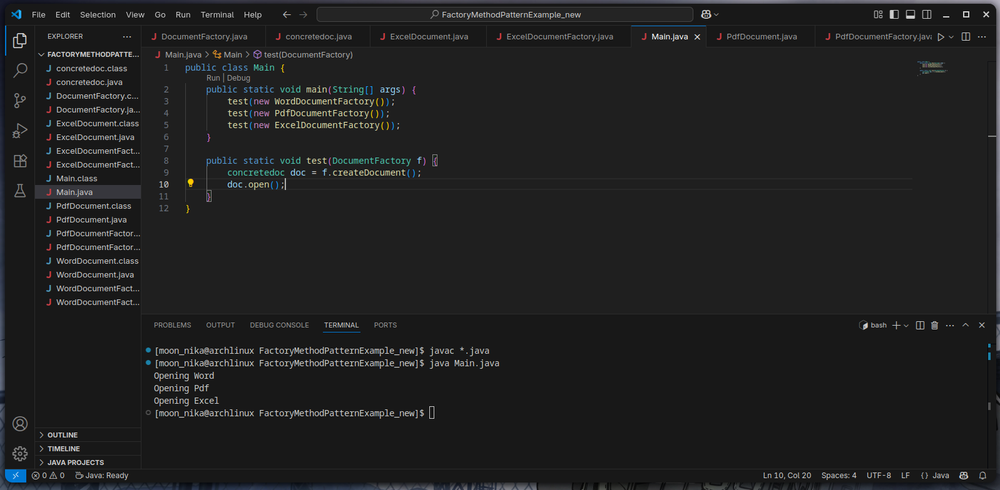 File Edit Selection View Go Run Terminal Help
FactoryMethodPatternExample_new
EXPLORER
FACTORYMETHODPATTE...
concretedoc.class
concretedoc.java
DocumentFactory.c...
DocumentFactory.ja...
ExcelDocument.class
ExcelDocument.java
ExcelDocumentFact...
ExcelDocumentFact...
Main.class
Main.java
PdfDocument.class
PdfDocument.java
PdfDocumentFactor...
PdfDocumentFactor...
WordDocument.class
WordDocument.java
WordDocumentFact...
WordDocumentFact...
OUTLINE
TIMELINE
JAVA PROJECTS
DocumentFactory.java concretedoc.java ExcelDocument.java ExcelDocumentFactory.java Main.java PdfDocument.java PdfDocumentFactory.java
Main.java > Main > test(DocumentFactory)
1 public class Main {
Run | Debug
2 public static void main(String[] args) {
3 test(new WordDocumentFactory());
4 test(new PdfDocumentFactory());
5 test(new ExcelDocumentFactory());
6 }
7
8 public static void test(DocumentFactory f) {
9 concretedoc doc = f.createDocument();
10 doc.open();
11 }
12 }
PROBLEMS OUTPUT DEBUG CONSOLE TERMINAL PORTS
bash
[moon_nika@archlinux FactoryMethodPatternExample_new]$ javac *.java
[moon_nika@archlinux FactoryMethodPatternExample_new]$ java Main.java
Opening Word
Opening Pdf
Opening Excel
[moon_nika@archlinux FactoryMethodPatternExample_new]$
0 0 Java: Ready
Ln 10, Col 20 Spaces: 4 UTF-8 LF {} Java